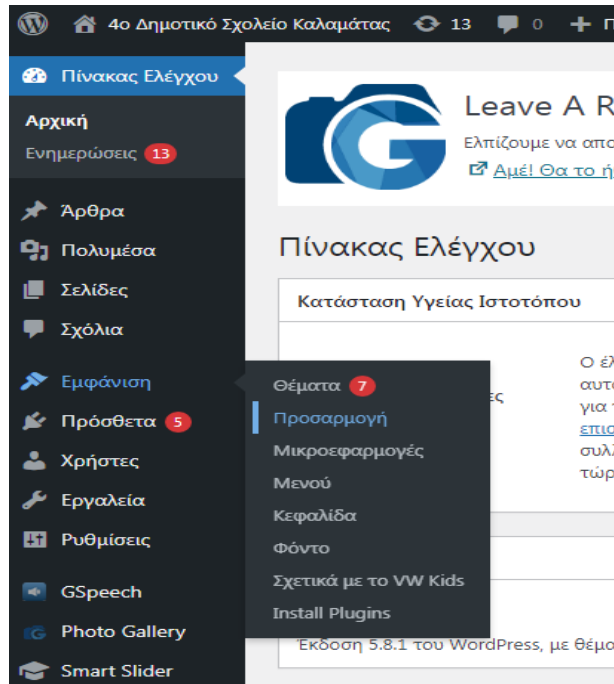 4ο Δημοτικό Σχολείο Καλαμάτας 13 0
Πίνακας Ελέγχου
Αρχική
Ενημερώσεις 13
Άρθρα
Πολυμέσα
Σελίδες
Σχόλια
Εμφάνιση
Πρόσθετα 5
Χρήστες
Εργαλεία
Ρυθμίσεις
GSpeech
Photo Gallery
Smart Slider
Θέματα 7
Προσαρμογή
Μικροεφαρμογές
Μενού
Κεφαλίδα
Φόντο
Σχετικά με το VW Kids
Install Plugins
Leave A R
Ελπίζουμε να απο
Αμέ! Θα το ή
Πίνακας Ελέγχου
Κατάσταση Υγείας Ιστοτόπου
Ο έλ
ες αυτο
για τ
επισ
συλλ
τώρ
Έκδοση 5.8.1 του WordPress, με θέμα